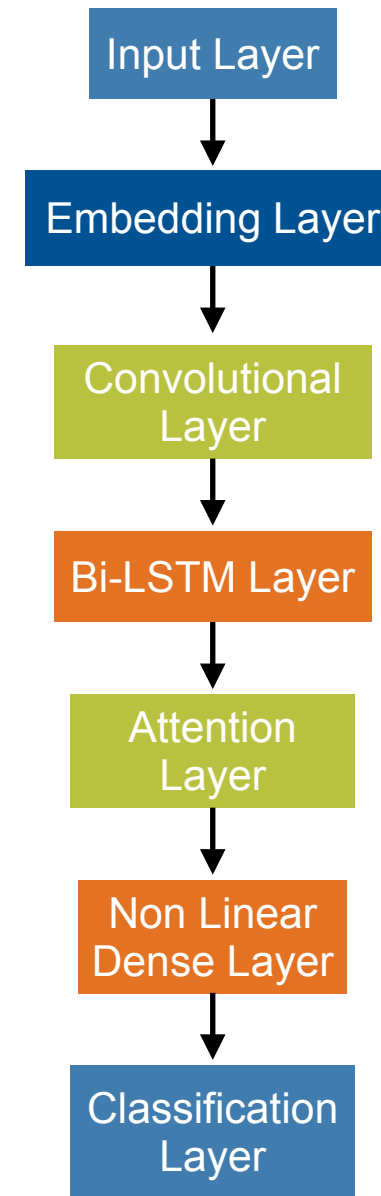 Input Layer
Embedding Layer
Convolutional
Layer
Bi-LSTM Layer
Attention
Layer
Non Linear
Dense Layer
Classification
Layer